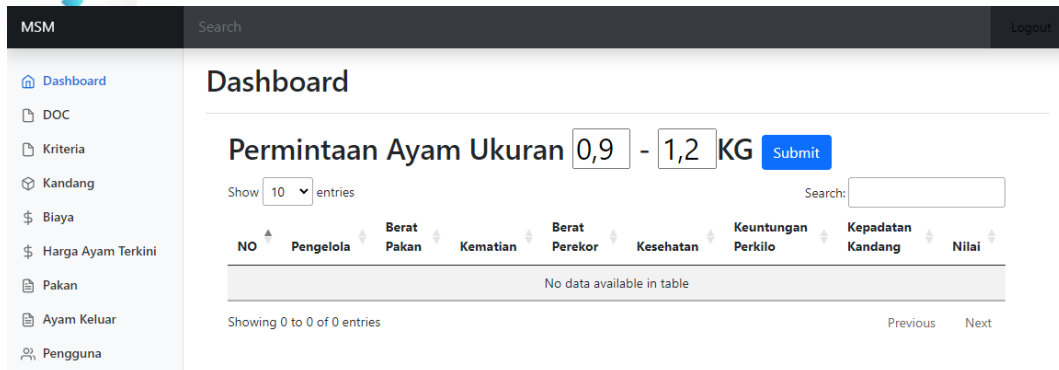 MSM
Search
Logout
Dashboard
DOC
Kriteria
Kandang
Biaya
Harga Ayam Terkini
Pakan
Ayam Keluar
Pengguna
Dashboard
Permintaan Ayam Ukuran 0,9 - 1,2 KG Submit
Show 10 entries
Search:
NO Pengelola Berat Pakan Kematian Berat Perekor Kesehatan Keuntungan Perkilo Kepadatan Kandang Nilai
No data available in table
Showing 0 to 0 of 0 entries
Previous Next